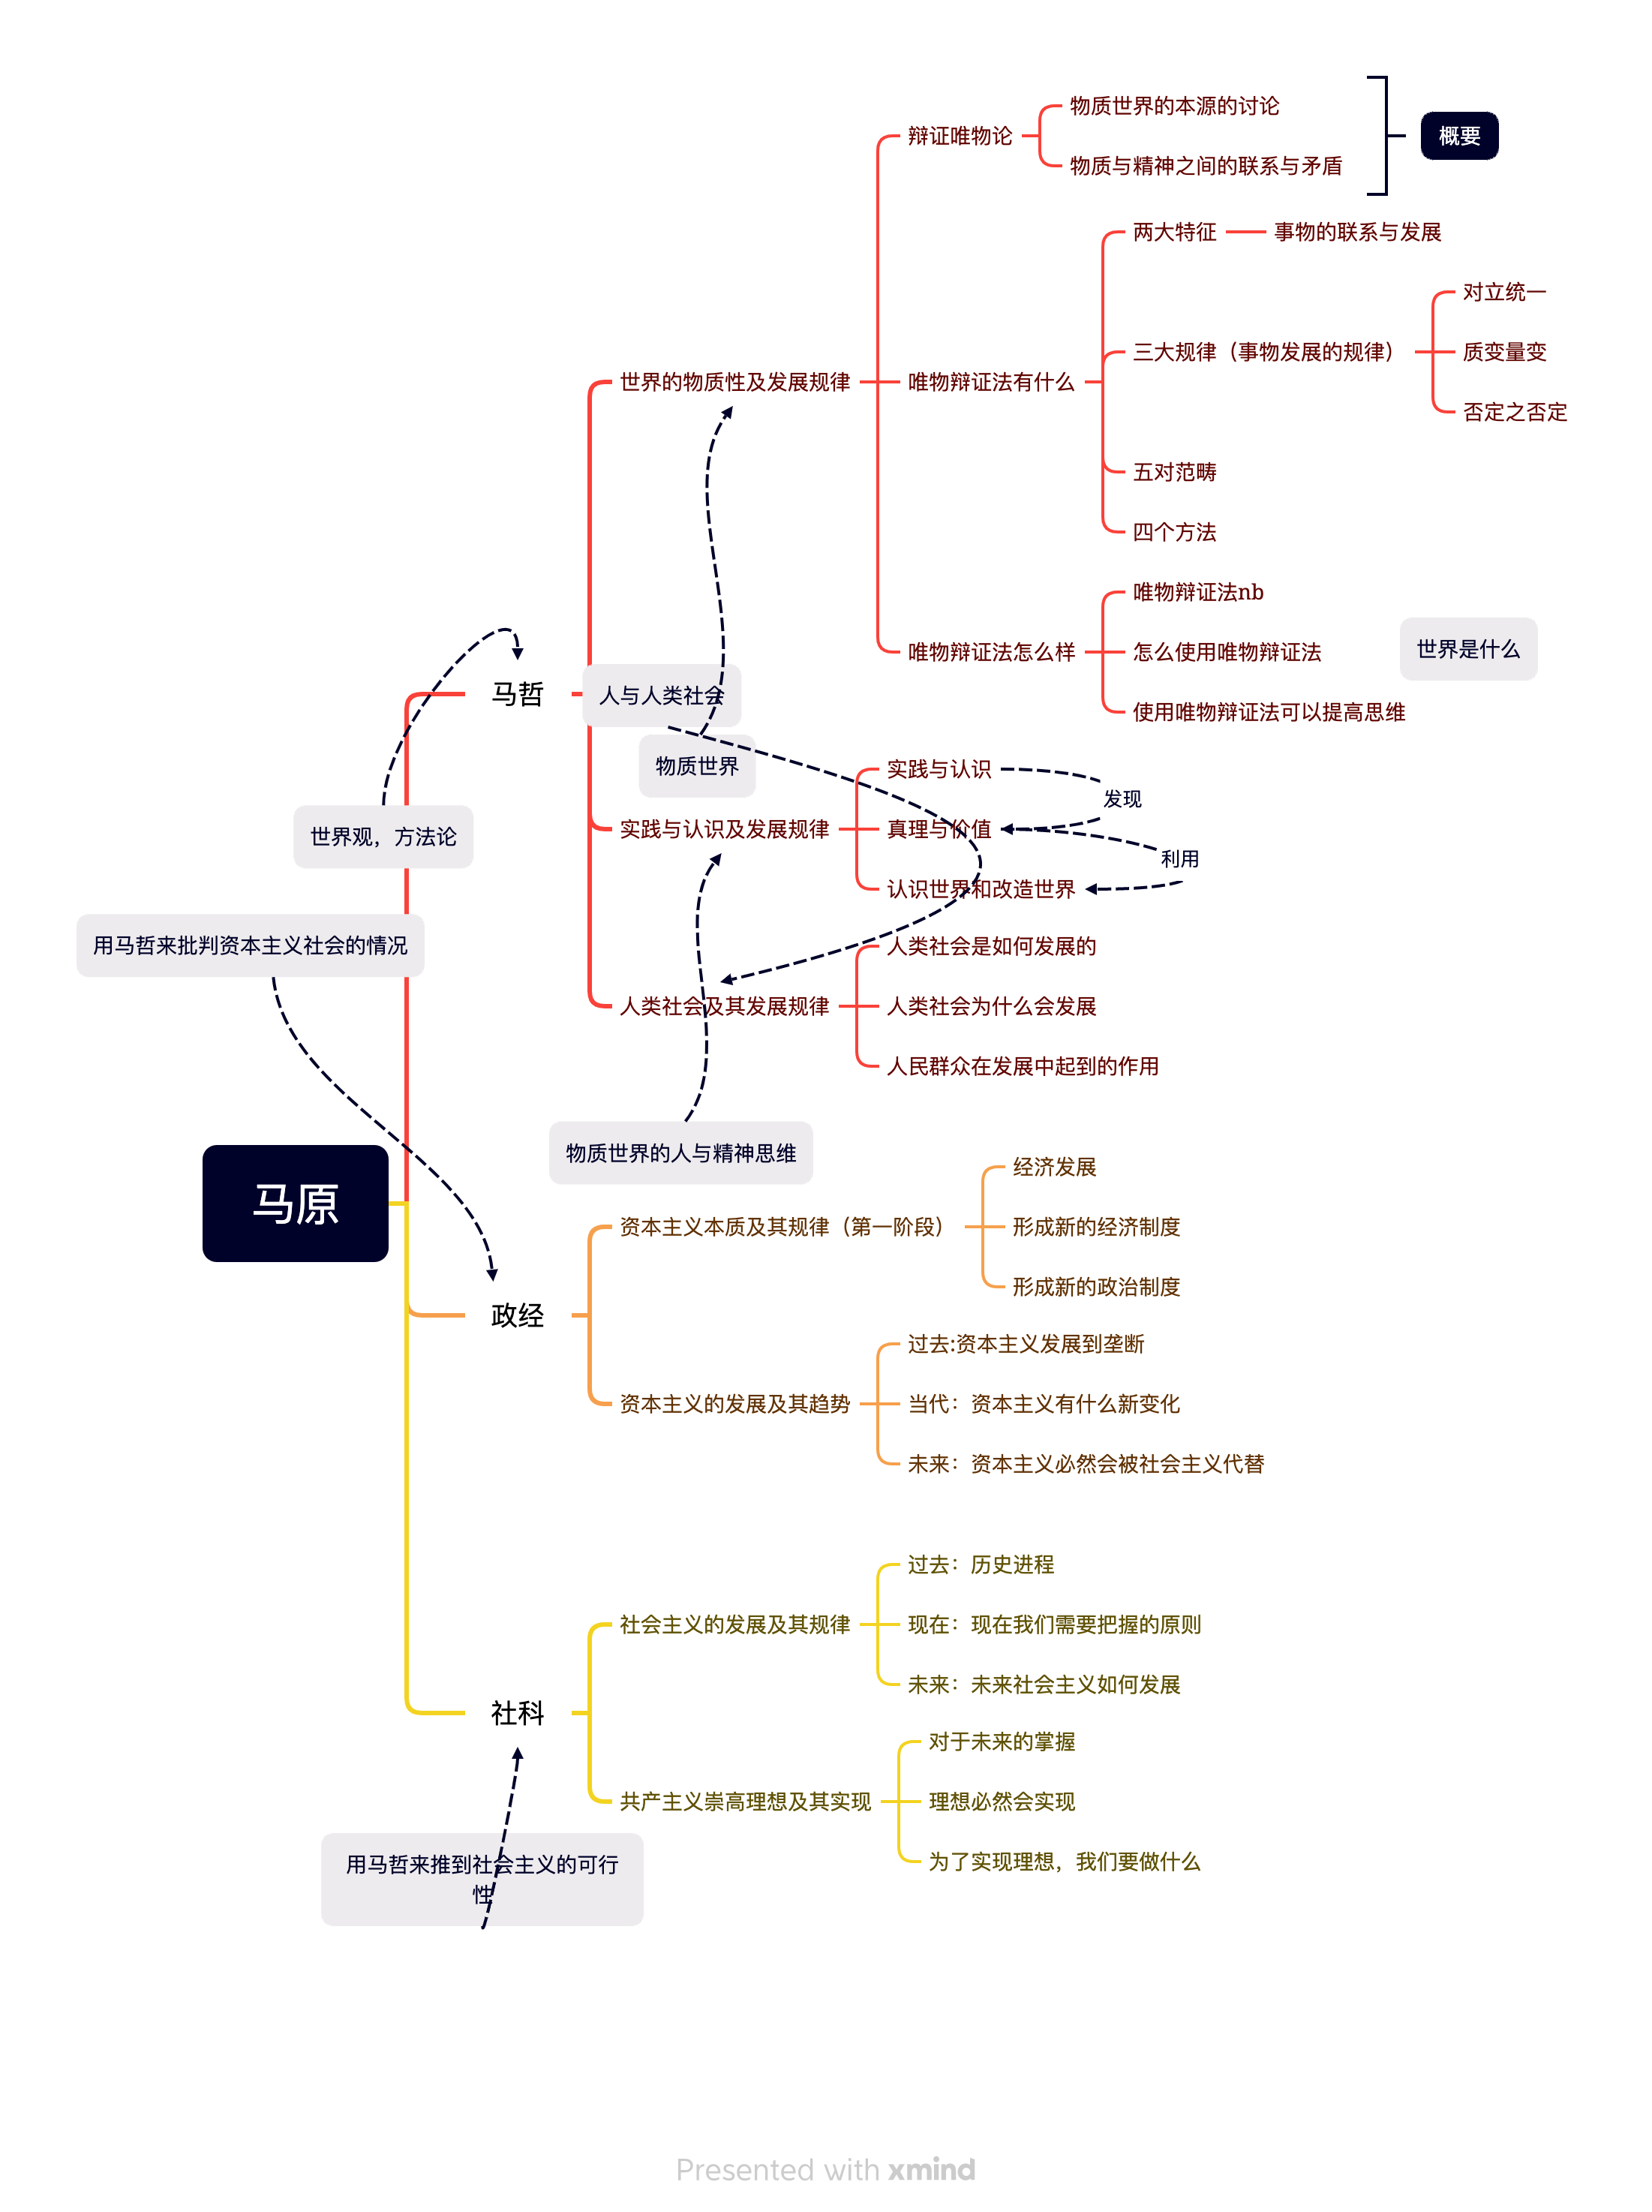 物质世界的本源的讨论
辩证唯物论
概要
物质与精神之间的联系与矛盾
两大特征
事物的联系与发展
对立统一
三大规律（事物发展的规律）
质变量变
世界的物质性及发展规律
唯物辩证法有什么
否定之否定
五对范畴
四个方法
唯物辩证法nb
唯物辩证法怎么样
怎么使用唯物辩证法
世界是什么
使用唯物辩证法可以提高思维
马哲
人与人类社会
物质世界
实践与认识
发现
世界观，方法论
实践与认识及发展规律
真理与价值
利用
认识世界和改造世界
用马哲来批判资本主义社会的情况
人类社会是如何发展的
人类社会及其发展规律
人类社会为什么会发展
人民群众在发展中起到的作用
物质世界的人与精神思维
马原
经济发展
资本主义本质及其规律（第一阶段）
形成新的经济制度
形成新的政治制度
政经
过去:资本主义发展到垄断
资本主义的发展及其趋势
当代：资本主义有什么新变化
未来：资本主义必然会被社会主义代替
过去：历史进程
社会主义的发展及其规律
现在：现在我们需要把握的原则
未来：未来社会主义如何发展
社科
对于未来的掌握
共产主义崇高理想及其实现
理想必然会实现
为了实现理想，我们要做什么
用马哲来推到社会主义的可行
性
Presented with xmind